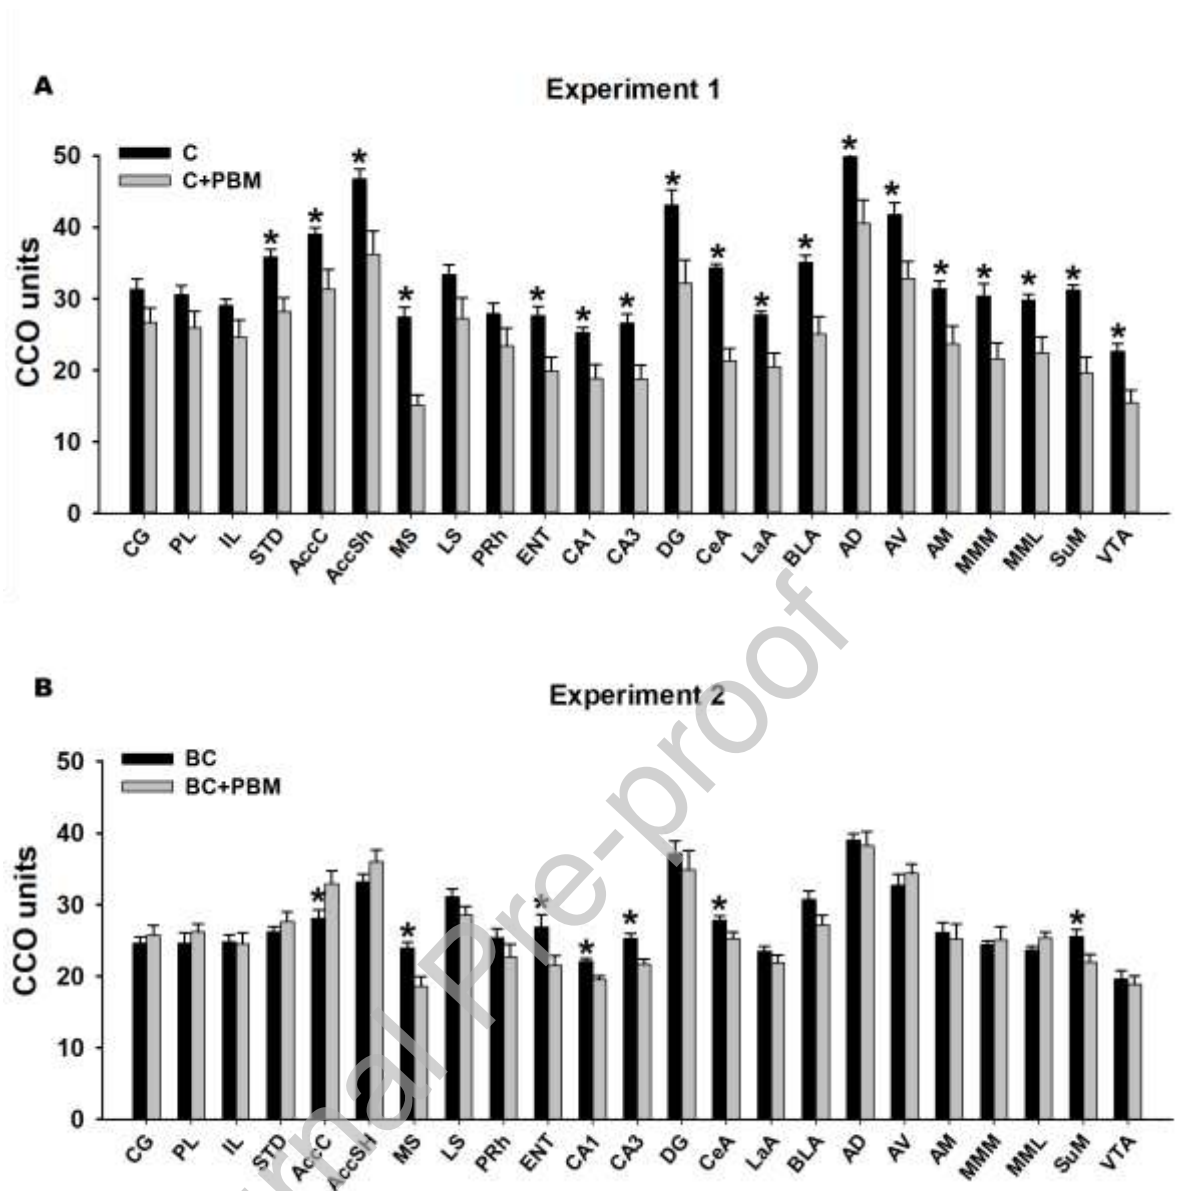 A
Experiment 1
C
C+PBM
CCO units
50
40
30
20
10
0
* * * * * * * * * * * * * * * * * *
CG PL IL STD AccC AccSh MS LS PRh ENT CA1 CA3 DG CeA LaA BLA AD AV AM MMM MML SuM VTA
B
Experiment 2
BC
BC+PBM
CCO units
50
40
30
20
10
0
* * * * * * *
CG PL IL STD AccC AccSH MS LS PRh ENT CA1 CA3 DG CeA LaA BLA AD AV AM MMM MML SuM VTA
rnal Pre-proof